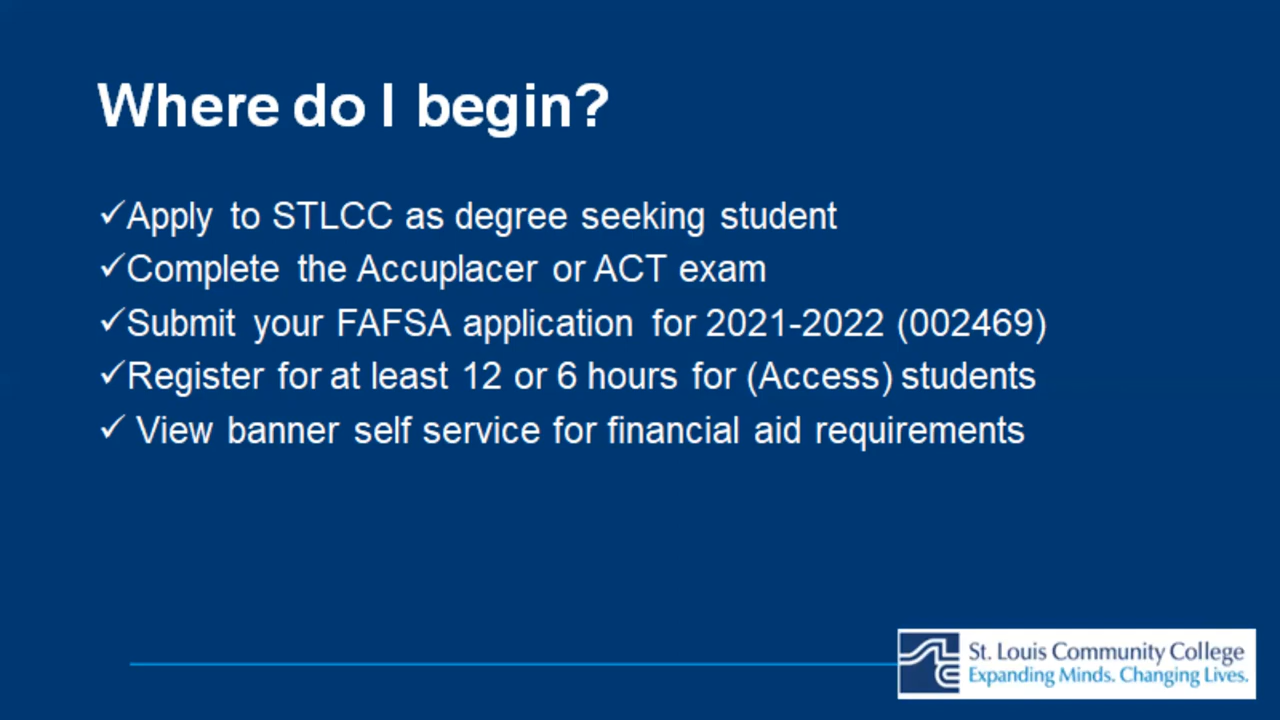 Where do I begin?
✓Apply to STLCC as degree seeking student
✓Complete the Accuplacer or ACT exam
✓Submit your FAFSA application for 2021-2022 (002469)
✓Register for at least 12 or 6 hours for (Access) students
✓ View banner self service for financial aid requirements
St. Louis Community College
Expanding Minds. Changing Lives.